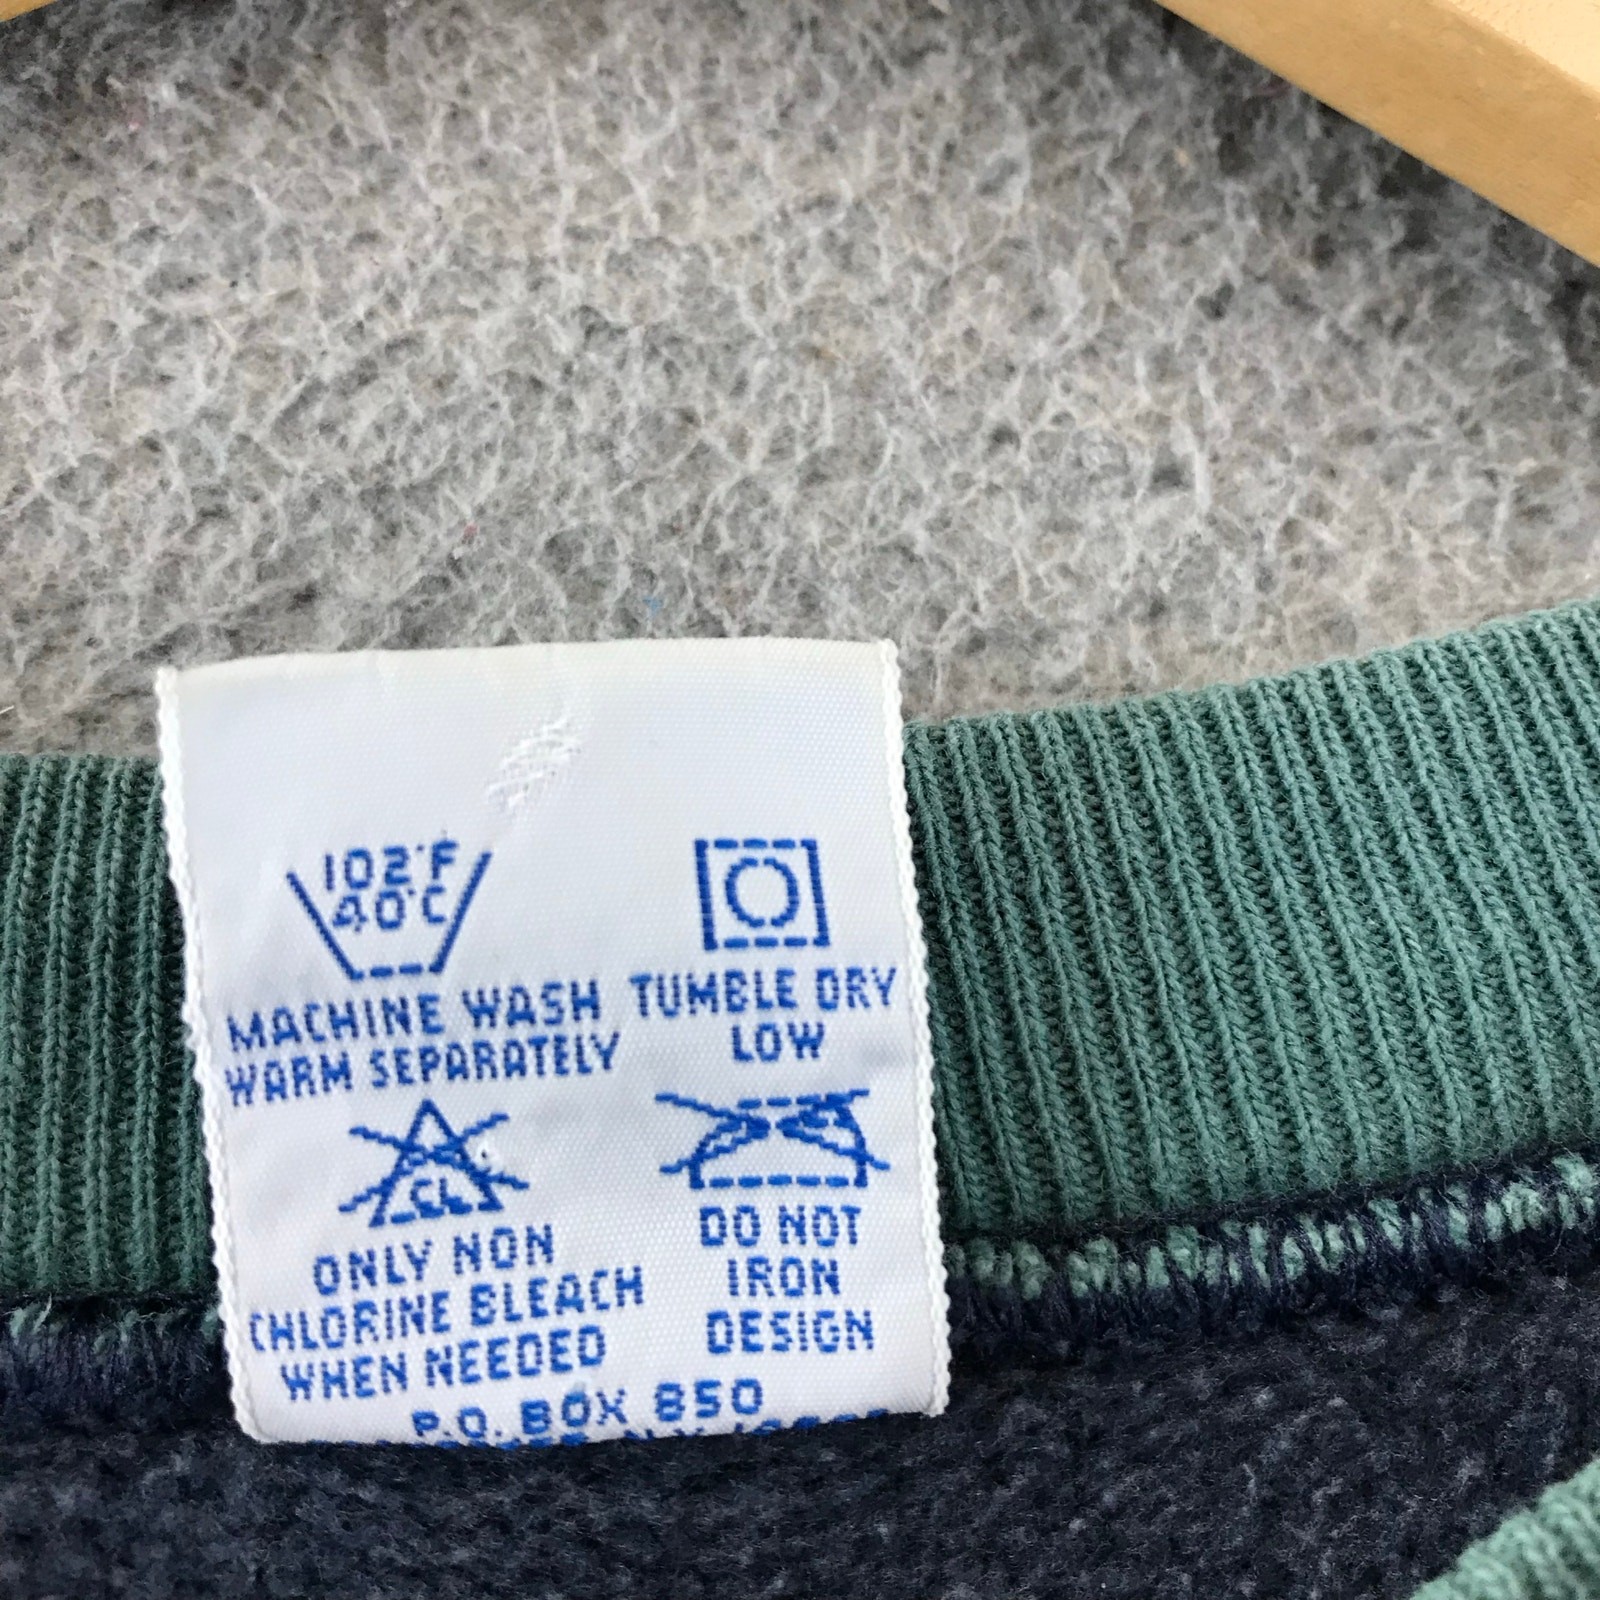 102°F
40°C
MACHINE WASH
WARM SEPARATELY
TUMBLE DRY
LOW
CL
ONLY NON
CHLORINE BLEACH
WHEN NEEDED
DO NOT
IRON
DESIGN
P.O. BOX 850
N.Y.